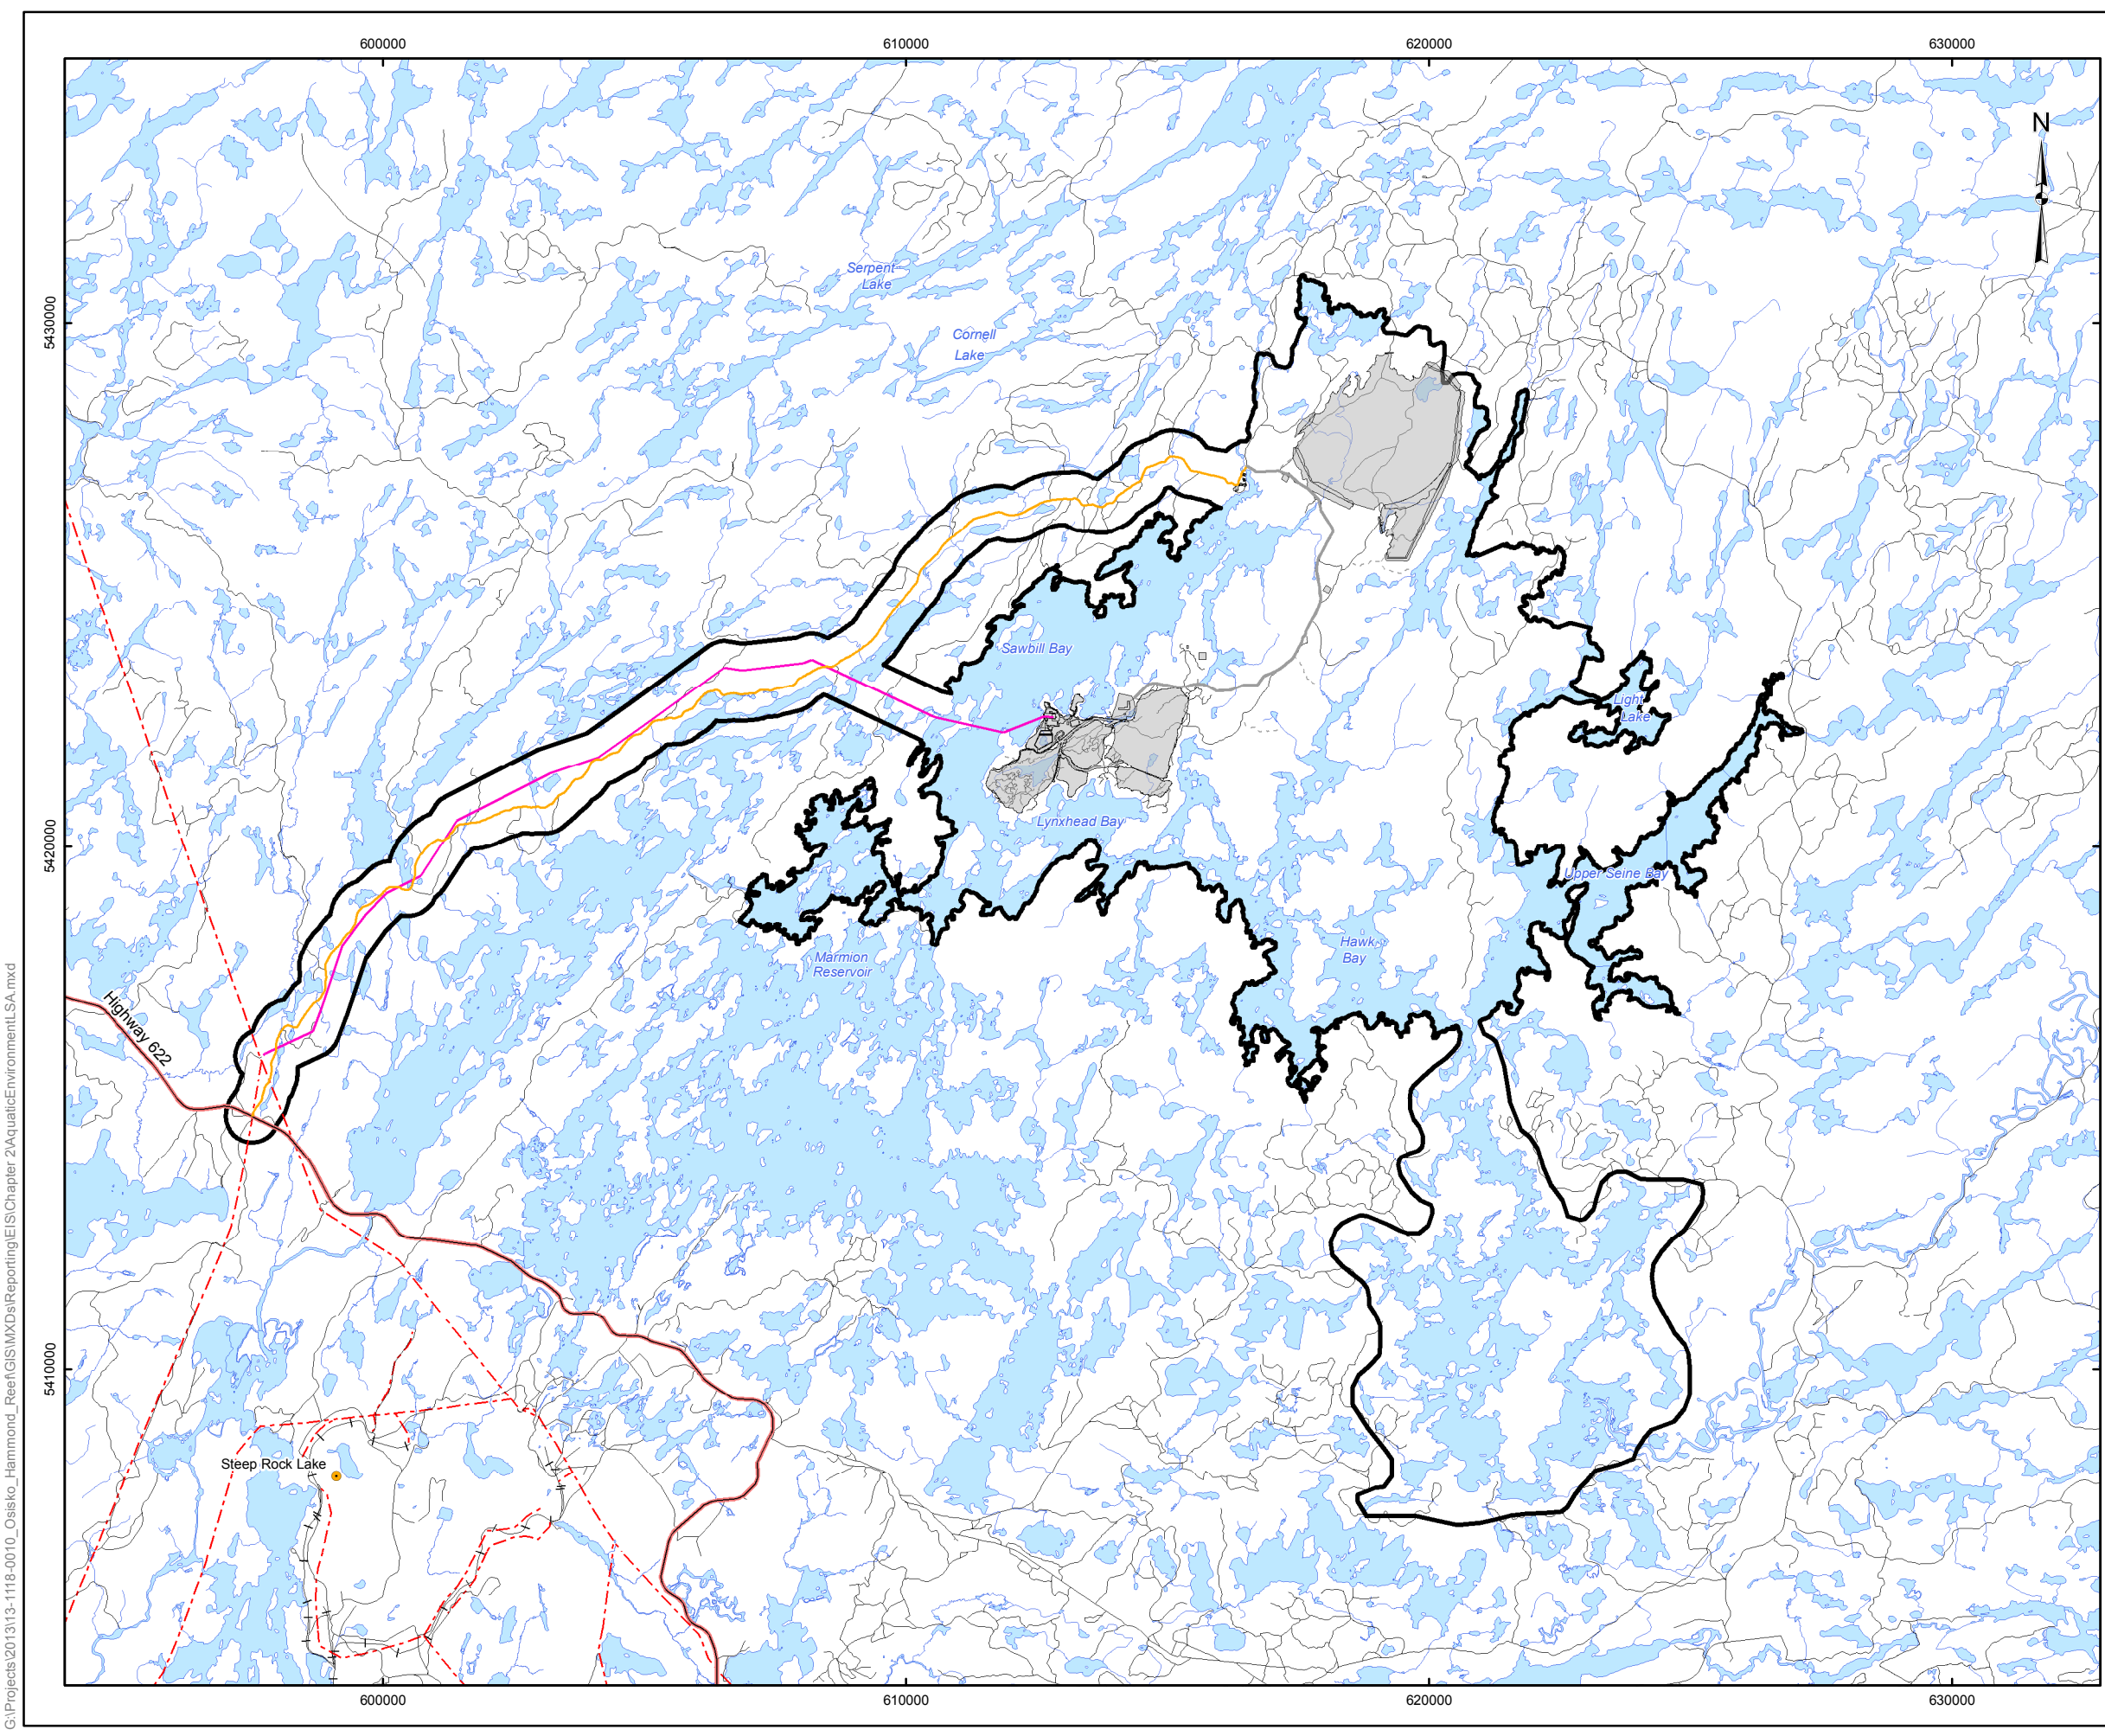 600000
610000
620000
630000
N
Serpent
Lake
5430000
Cornell
Lake
Sawbill Bay
Light
Lake
5420000
Lynxhead Bay
Upper Seine Bay
Hawk
Bay
Marmion
Reservoir
Highway 622
5410000
Steep Rock Lake
600000
610000
620000
630000
G:\Projects\2013\13-1118-0010_Osisko_Hammond_Reef\GIS\MXDs\Reporting\EIS\Chapter 2\AquaticEnvironmentLSA.mxd